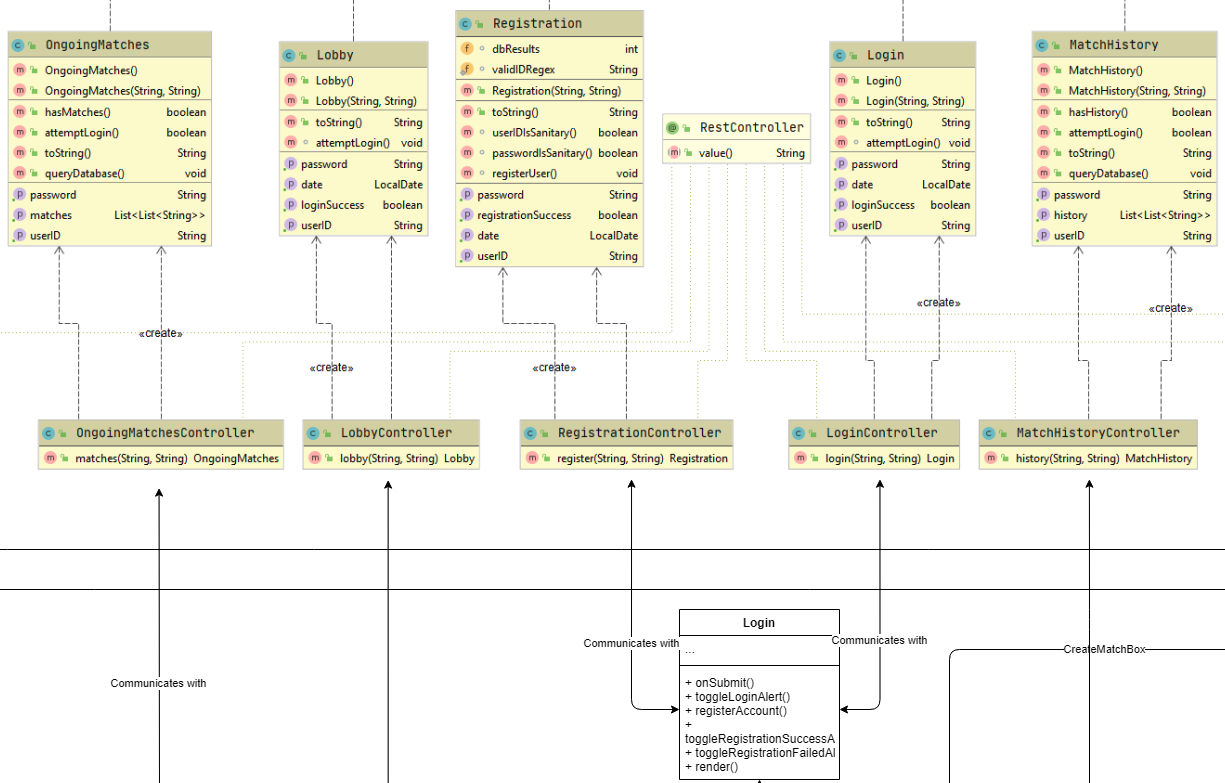 OngoingMatches
OngoingMatches()
OngoingMatches(String, String)
hasMatches() boolean
attemptLogin() boolean
toString() String
queryDatabase() void
password String
matches List<List<String>>
userID String
Lobby
Lobby()
Lobby(String, String)
toString() String
attemptLogin() void
password String
date LocalDate
loginSuccess boolean
userID String
Registration
dbResults int
validIDRegex String
Registration(String, String)
toString() String
userIDIsSanitary() boolean
passwordIsSanitary() boolean
registerUser() void
password String
registrationSuccess boolean
date LocalDate
userID String
RestController
value() String
Login
Login()
Login(String, String)
toString() String
attemptLogin() void
password String
date LocalDate
loginSuccess boolean
userID String
MatchHistory
MatchHistory()
MatchHistory(String, String)
hasHistory() boolean
attemptLogin() boolean
toString() String
queryDatabase() void
password String
history List<List<String>>
userID String
«create»
«create»
«create»
«create»
«create»
OngoingMatchesController
matches(String, String) OngoingMatches
LobbyController
lobby(String, String) Lobby
RegistrationController
register(String, String) Registration
LoginController
login(String, String) Login
MatchHistoryController
history(String, String) MatchHistory
Communicates with
Communicates with
Communicates with
CreateMatchBox
Login
...
+ onSubmit()
+ toggleLoginAlert()
+ registerAccount()
+
toggleRegistrationSuccessA
+ toggleRegistrationFailedAl
+ render()